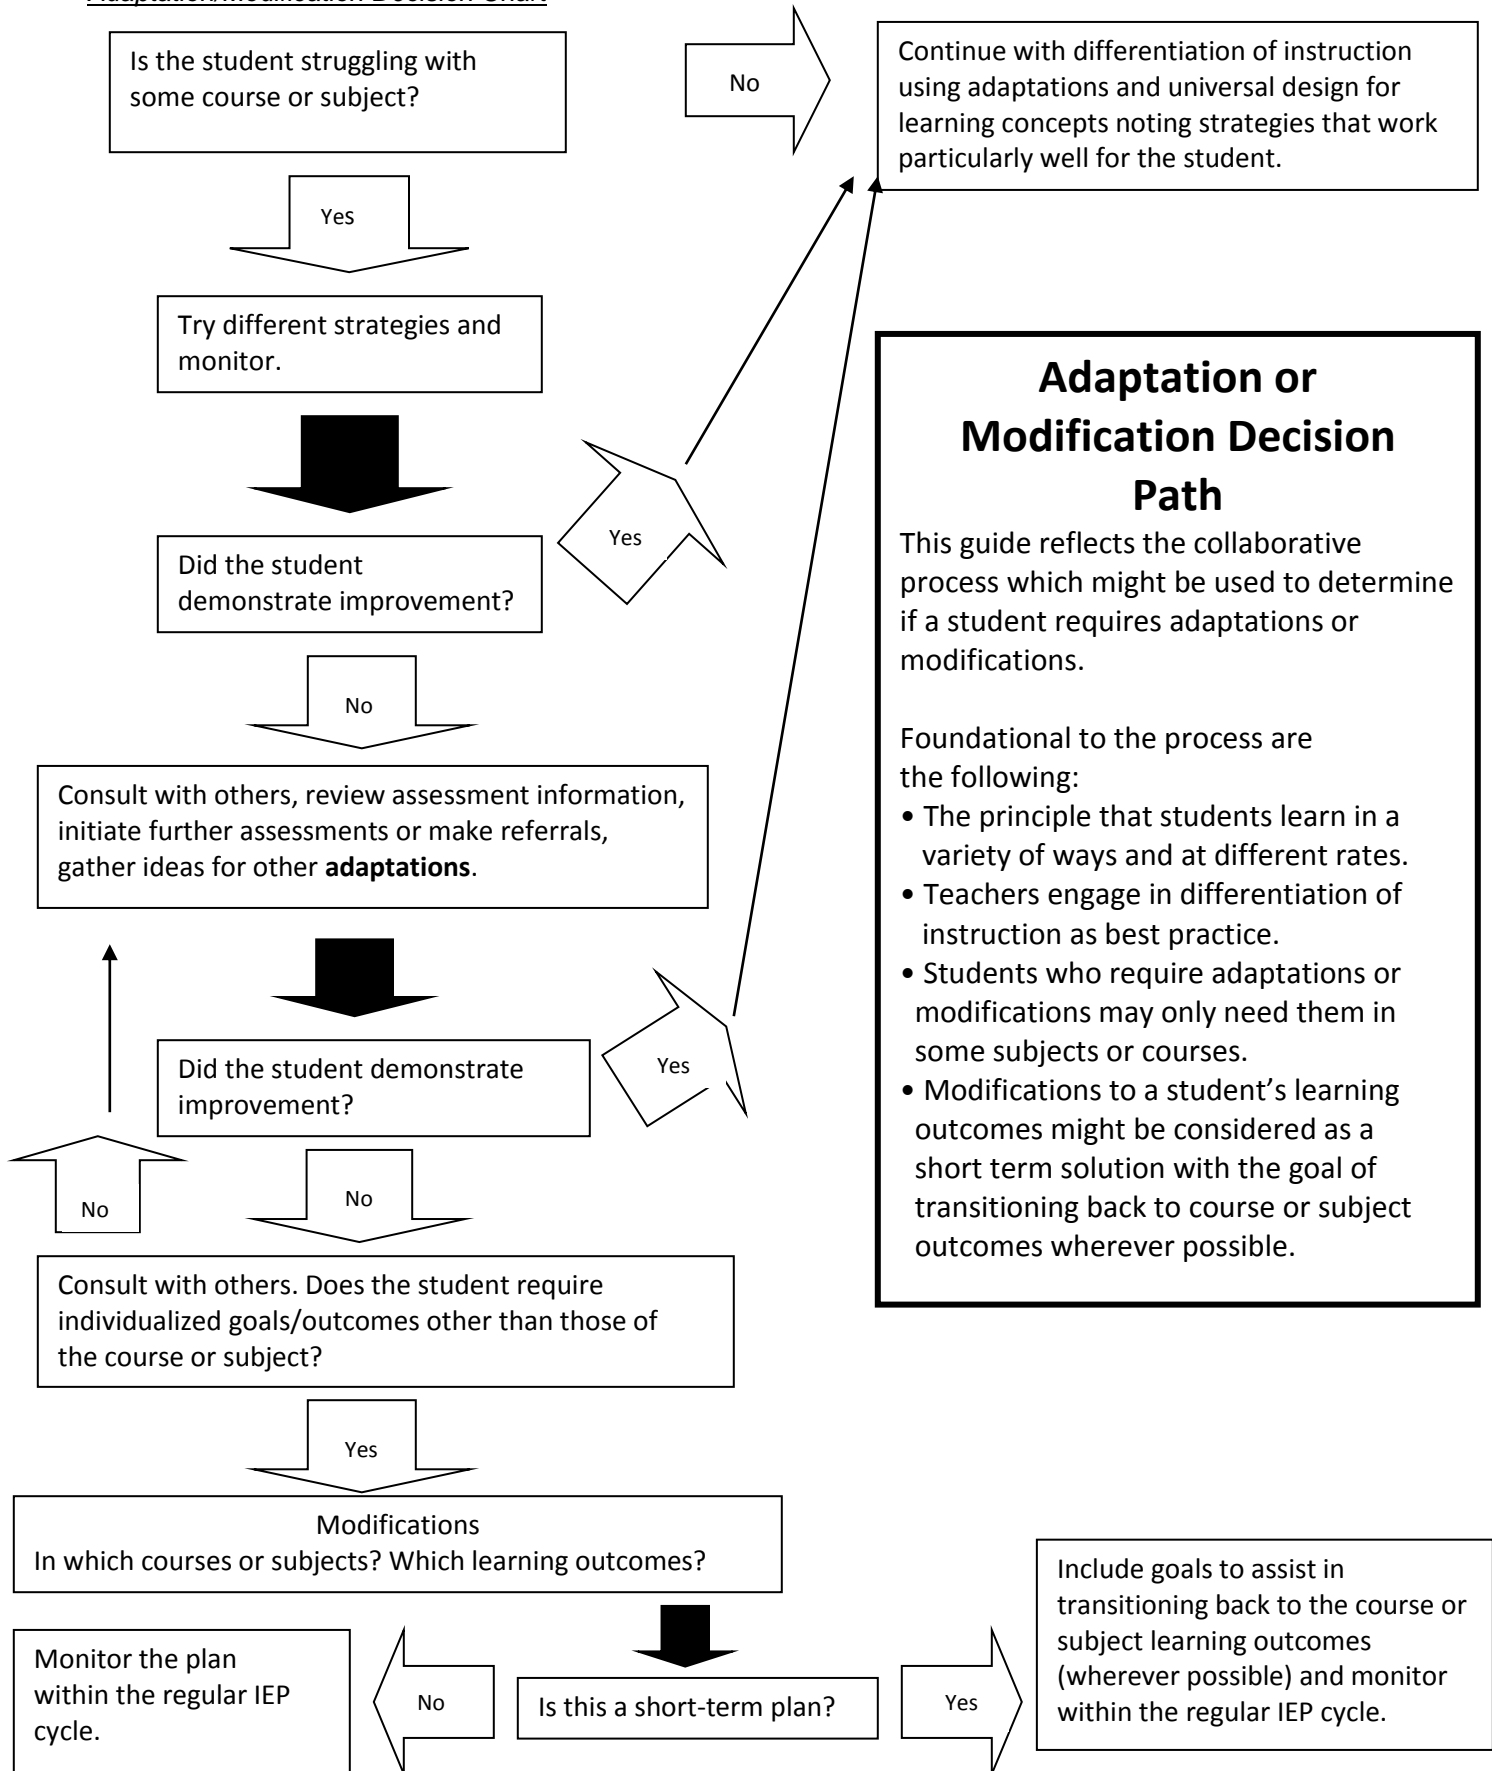 Adaptation/Modification Decision Chart
Is the student struggling with
some course or subject?
No
Continue with differentiation of instruction
using adaptations and universal design for
learning concepts noting strategies that work
particularly well for the student.
Yes
Try different strategies and
monitor.
Did the student
demonstrate improvement?
Yes
No
Consult with others, review assessment information,
initiate further assessments or make referrals,
gather ideas for other adaptations.
Did the student demonstrate
improvement?
Yes
No
No
Consult with others. Does the student require
individualized goals/outcomes other than those of
the course or subject?
Yes
Modifications
In which courses or subjects? Which learning outcomes?
Is this a short-term plan?
No
Monitor the plan
within the regular IEP
cycle.
Yes
Include goals to assist in
transitioning back to the course or
subject learning outcomes
(wherever possible) and monitor
within the regular IEP cycle.
Adaptation or
Modification Decision
Path
This guide reflects the collaborative
process which might be used to determine
if a student requires adaptations or
modifications.
Foundational to the process are
the following:
• The principle that students learn in a
variety of ways and at different rates.
• Teachers engage in differentiation of
instruction as best practice.
• Students who require adaptations or
modifications may only need them in
some subjects or courses.
• Modifications to a student’s learning
outcomes might be considered as a
short term solution with the goal of
transitioning back to course or subject
outcomes wherever possible.